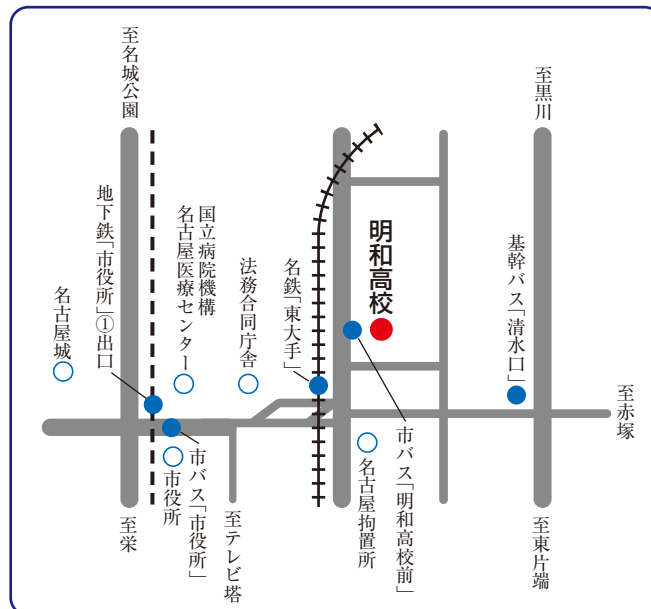 至名城公園
至黒川
地下鉄「市役所」①出口
国立病院機構
名古屋医療センター
法務合同庁舎
名鉄「東大手」
明和高校
基幹バス「清水口」
名古屋城
至赤塚
市バス「明和高校前」
名古屋拘置所
市バス「市役所」
市役所
至栄
至テレビ塔
至東片端